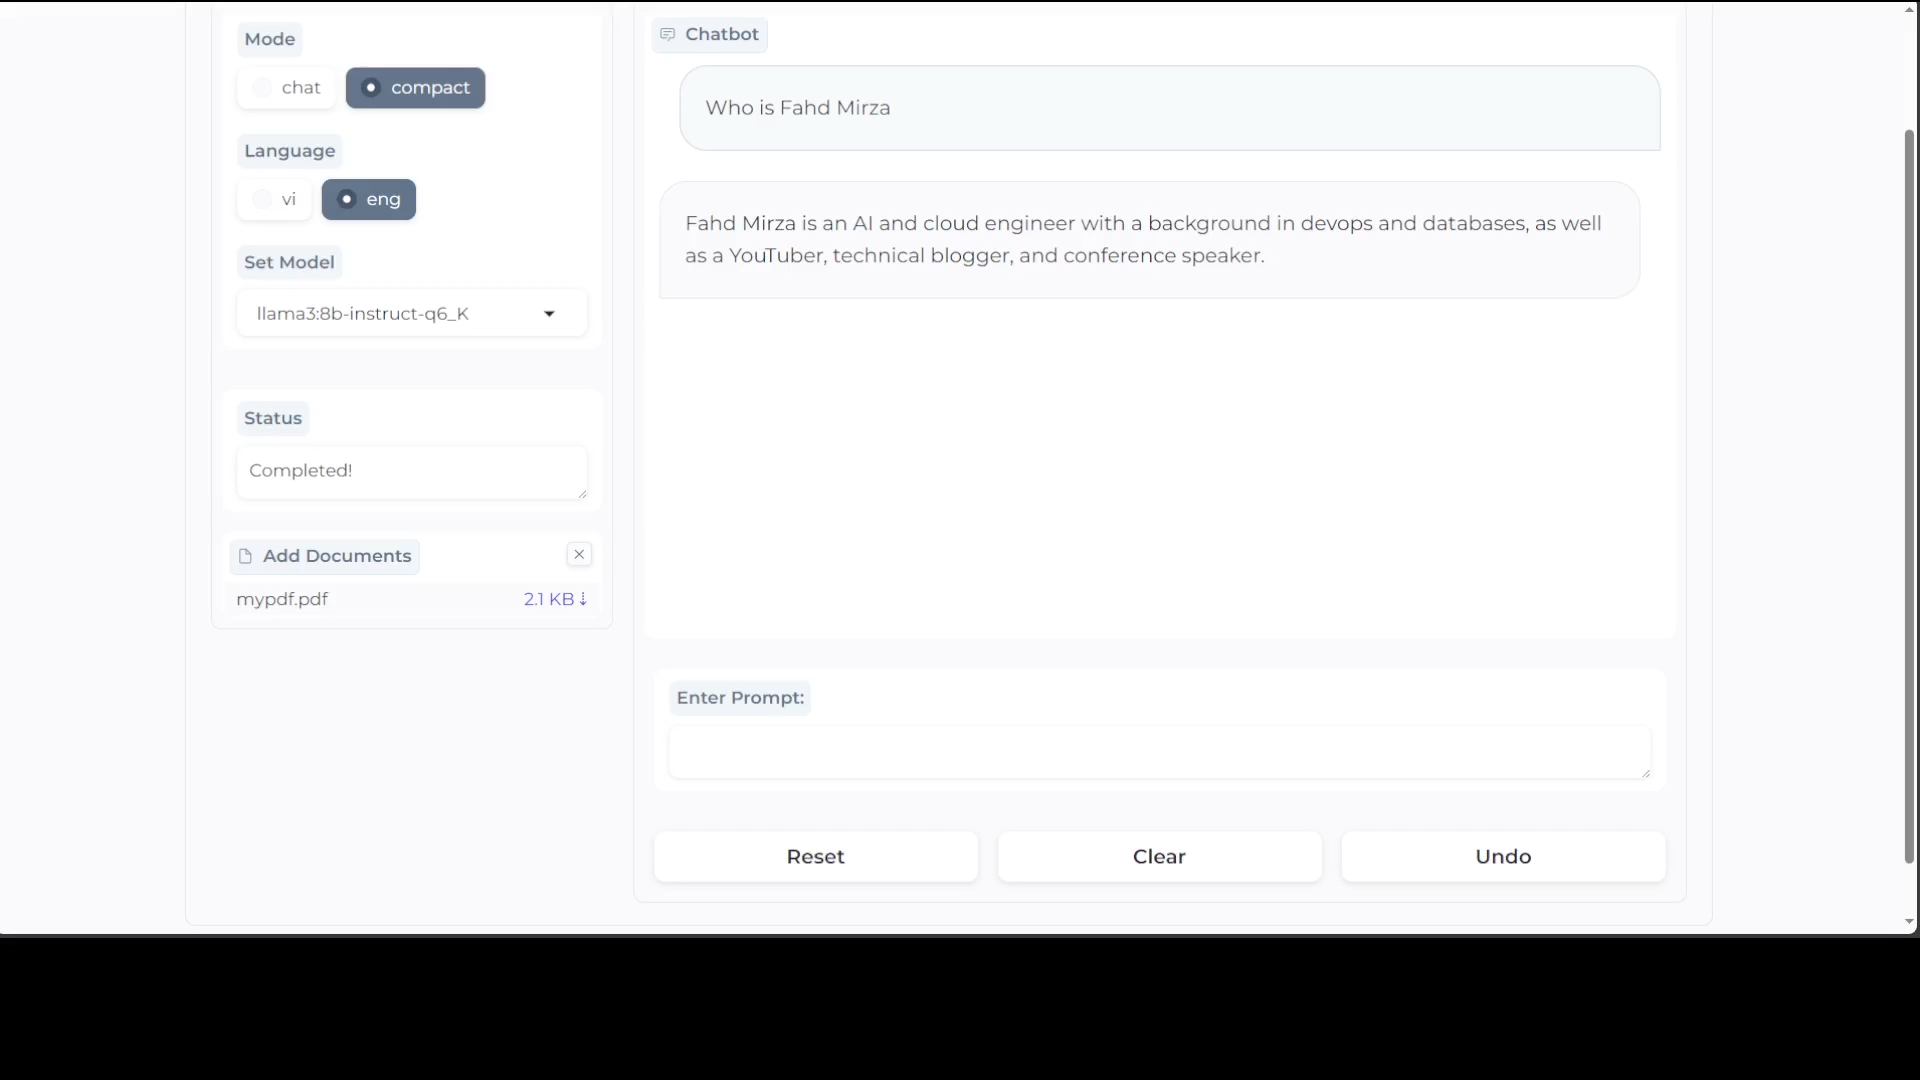 Mode
chat
compact
Language
vi
eng
Set Model
llama3:8b-instruct-q6_K
Status
Completed!
Add Documents
mypdf.pdf
2.1 KB ⇣
Chatbot
Who is Fahd Mirza
Fahd Mirza is an AI and cloud engineer with a background in devops and databases, as well
as a YouTuber, technical blogger, and conference speaker.
Enter Prompt:
Reset
Clear
Undo